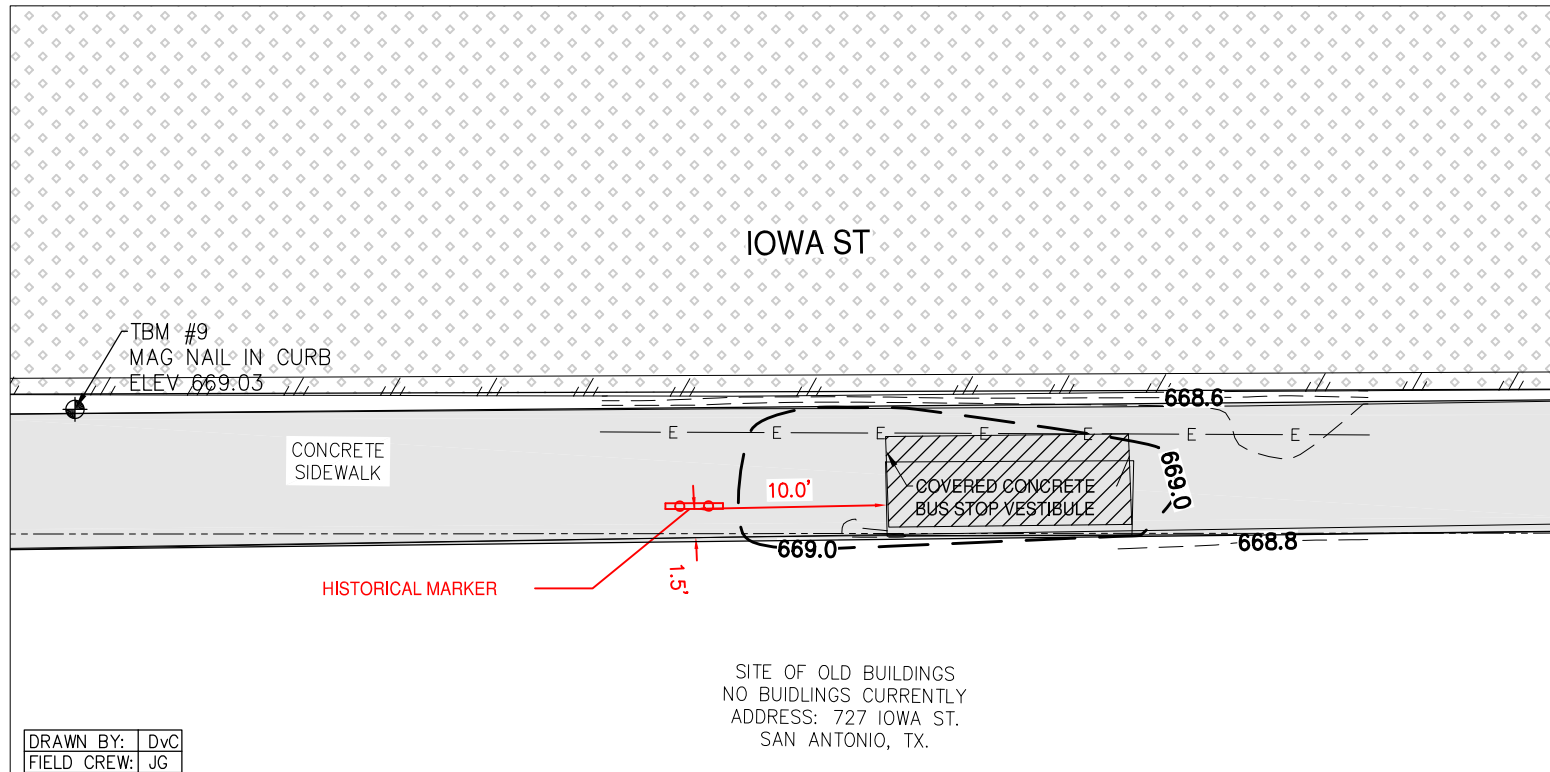 IOWA ST
TBM #9
MAG NAIL IN CURB
ELEV 669.03
668.6
CONCRETE
SIDEWALK
E E E E E E E
10.0'
COVERED CONCRETE
BUS STOP VESTIBULE
669.0
669.0
668.8
1.5'
HISTORICAL MARKER
SITE OF OLD BUILDINGS
NO BUIDLINGS CURRENTLY
ADDRESS: 727 IOWA ST.
SAN ANTONIO, TX.
DRAWN BY: DvC
FIELD CREW: JG